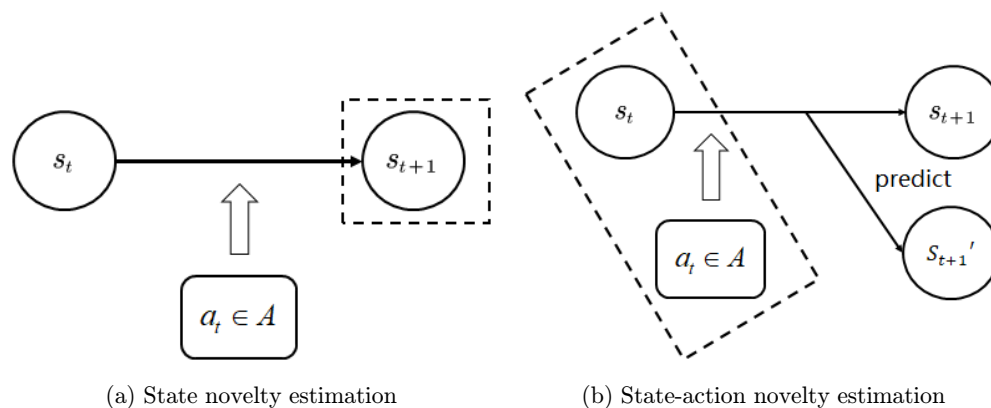 s_t
s_{t+1}
a_t ∈ A
(a) State novelty estimation
s_t
s_{t+1}
predict
a_t ∈ A
s_{t+1}'
(b) State-action novelty estimation